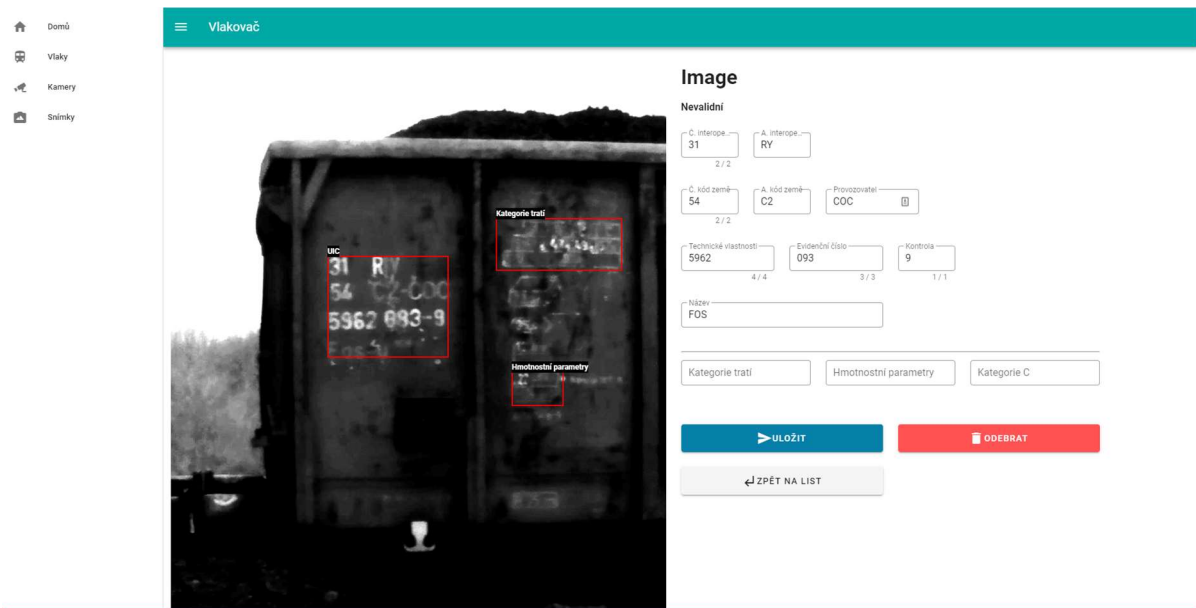 Domů
Vlaky
Kamery
Snímky
Vlakovač
Kategorie tratí
UIC
31 RY
54 CZ-ČOC
5962 093-9
Hmotnostní parametry
Image
Nevalidní
Č. interope...
31
2 / 2
A. interope...
RY
Č. kód země
54
2 / 2
A. kód země
C2
Provozovatel
COC
Technické vlastnosti
5962
4 / 4
Evidenční číslo
093
3 / 3
Kontrola
9
1 / 1
Název
FOS
Kategorie tratí
Hmotnostní parametry
Kategorie C
ULOŽIT
ODEBRAT
ZPĚT NA LIST